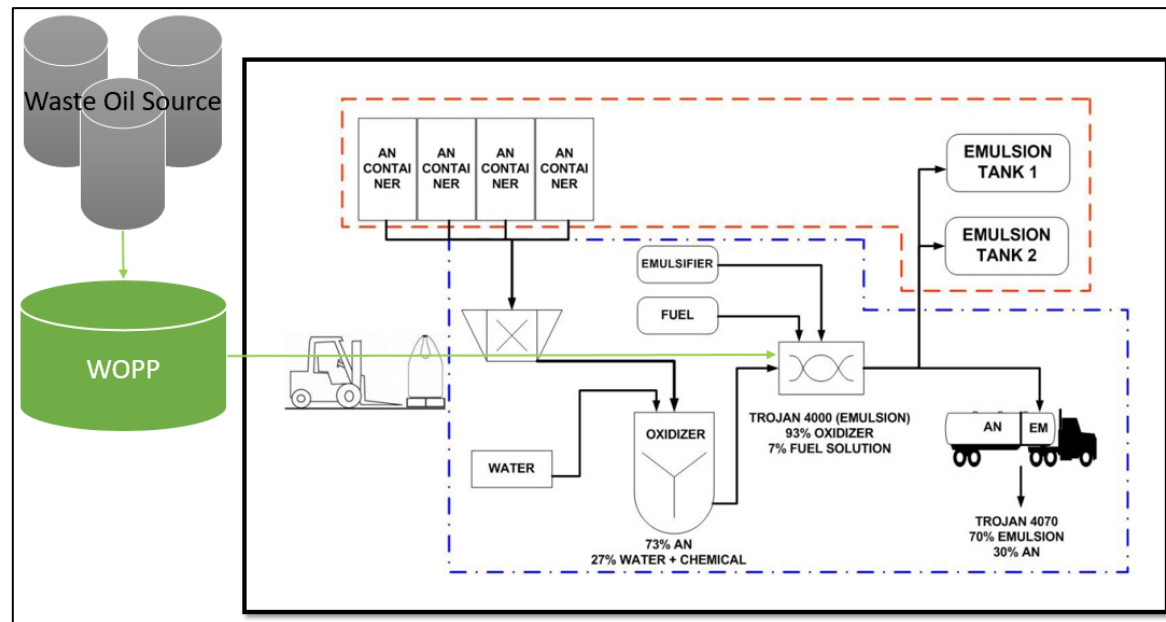 Waste Oil Source
WOPP
AN
CONTAI
NER
AN
CONTAI
NER
AN
CONTAI
NER
AN
CONTAI
NER
EMULSION
TANK 1
EMULSION
TANK 2
EMULSIFIER
FUEL
WATER
OXIDIZER
73% AN
27% WATER + CHEMICAL
TROJAN 4000 (EMULSION)
93% OXIDIZER
7% FUEL SOLUTION
AN
EM
TROJAN 4070
70% EMULSION
30% AN